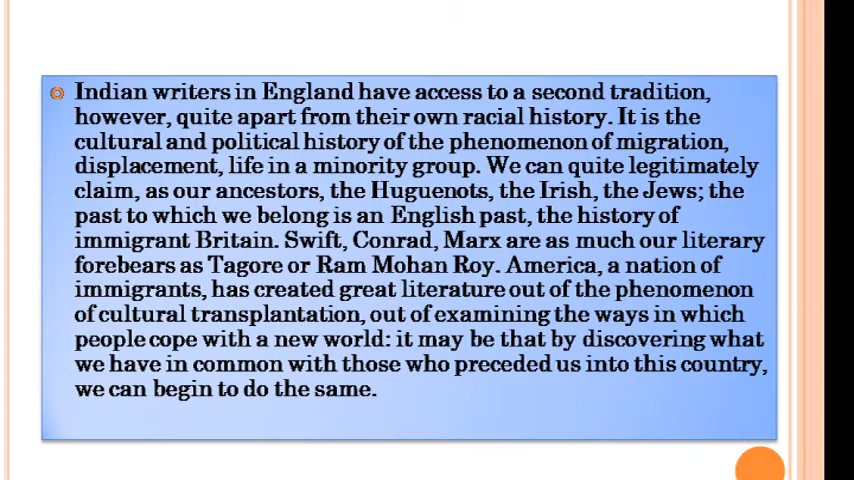 Indian writers in England have access to a second tradition,
however, quite apart from their own racial history. It is the
cultural and political history of the phenomenon of migration,
displacement, life in a minority group. We can quite legitimately
claim, as our ancestors, the Huguenots, the Irish, the Jews; the
past to which we belong is an English past, the history of
immigrant Britain. Swift, Conrad, Marx are as much our literary
forebears as Tagore or Ram Mohan Roy. America, a nation of
immigrants, has created great literature out of the phenomenon
of cultural transplantation, out of examining the ways in which
people cope with a new world: it may be that by discovering what
we have in common with those who preceded us into this country,
we can begin to do the same.